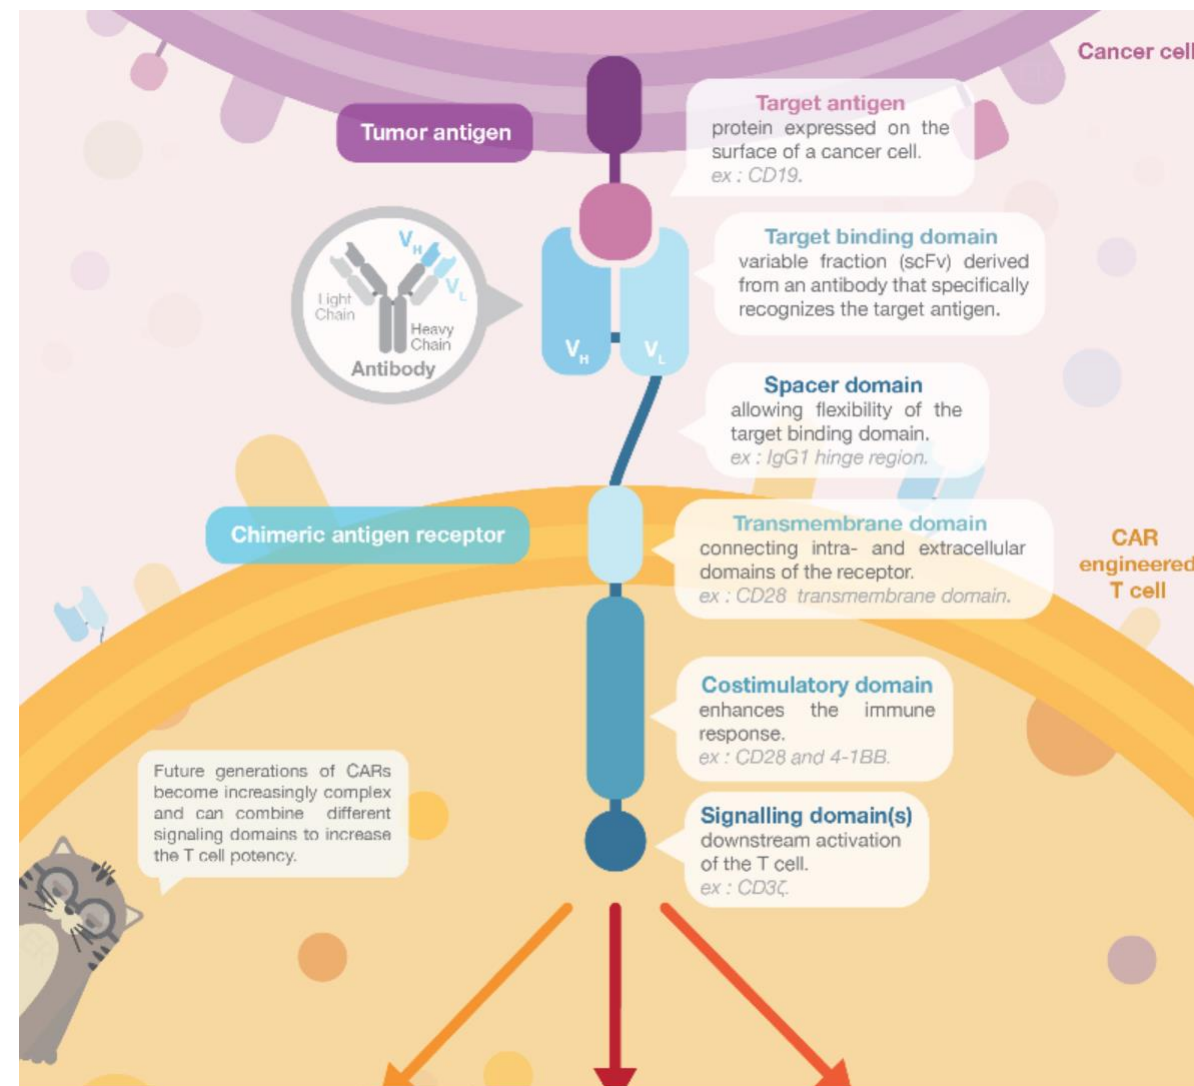 Cancer cell
Tumor antigen
Target antigen
protein expressed on the
surface of a cancer cell.
ex : CD19.
V_H
V_L
Light
Chain
Heavy
Chain
Antibody
Target binding domain
variable fraction (scFv) derived
from an antibody that specifically
recognizes the target antigen.
V_H
V_L
Spacer domain
allowing flexibility of the
target binding domain.
ex : IgG1 hinge region.
Chimeric antigen receptor
Transmembrane domain
connecting intra- and extracellular
domains of the receptor.
ex : CD28 transmembrane domain.
CAR
engineered
T cell
Costimulatory domain
enhances the immune
response.
ex : CD28 and 4-1BB.
Future generations of CARs
become increasingly complex
and can combine different
signaling domains to increase
the T cell potency.
Signalling domain(s)
downstream activation
of the T cell.
ex : CD3ζ.